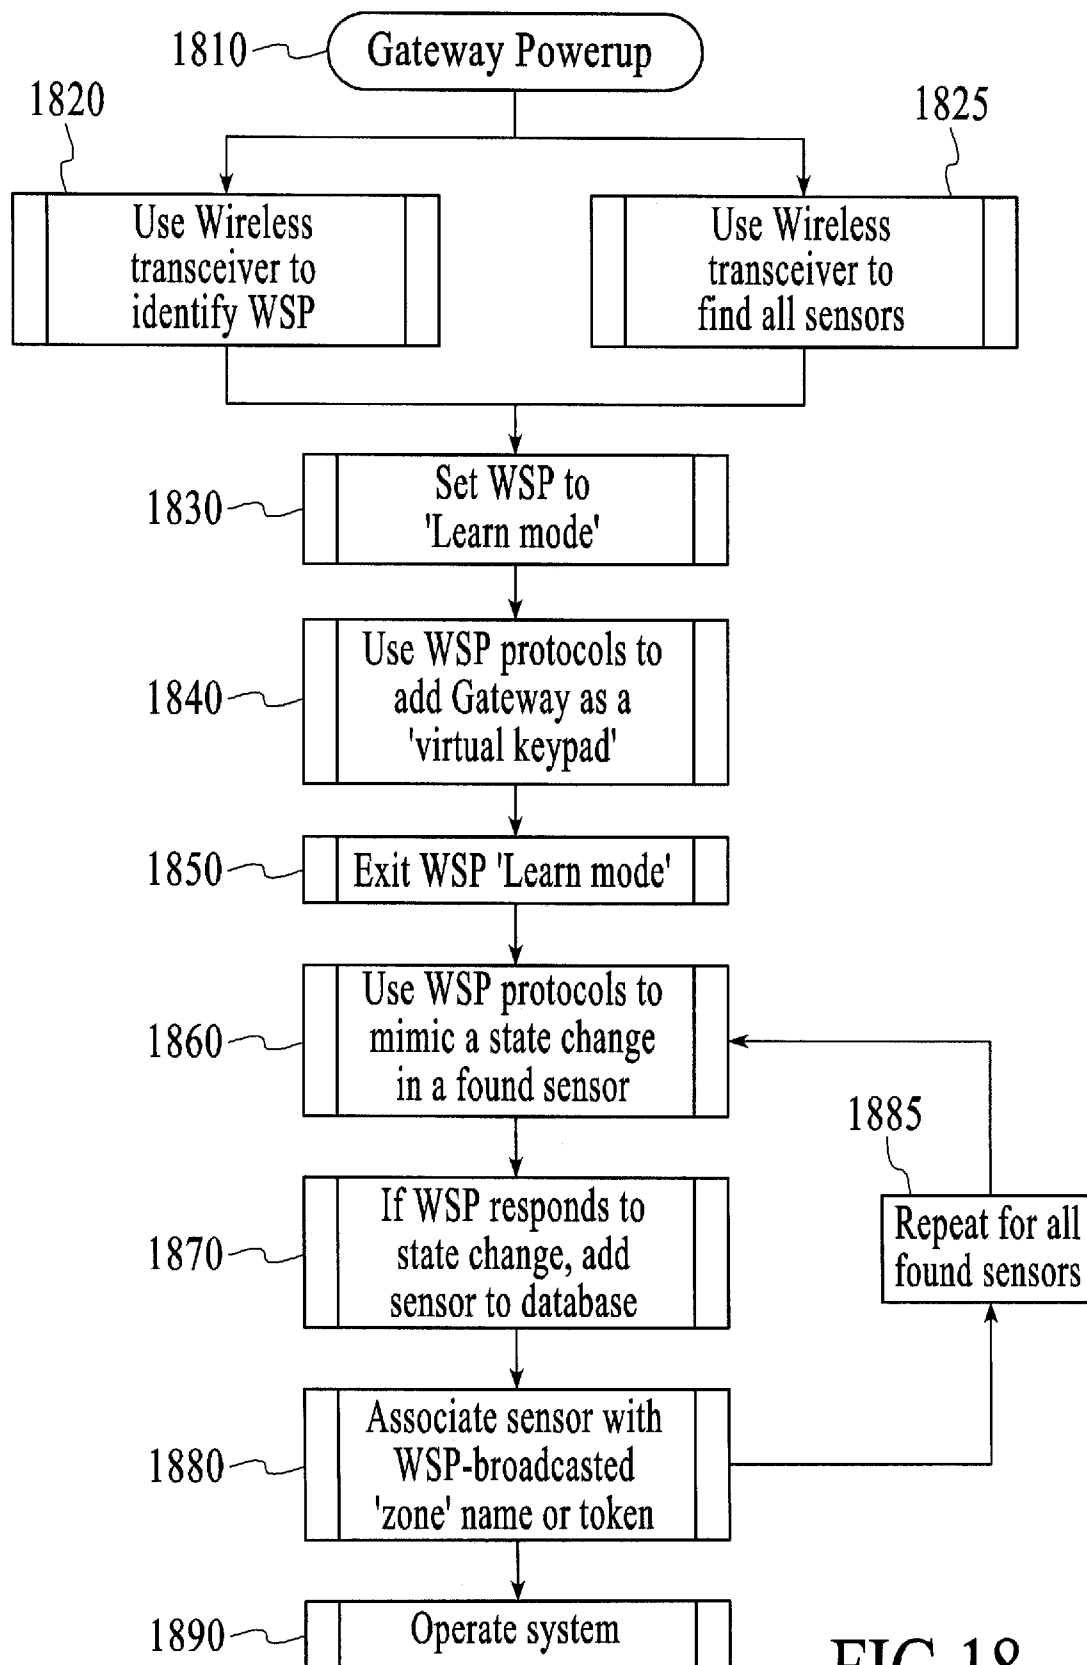 1810
Gateway Powerup
1820
1825
Use Wireless
transceiver to
identify WSP
Use Wireless
transceiver to
find all sensors
1830
Set WSP to
'Learn mode'
1840
Use WSP protocols to
add Gateway as a
'virtual keypad'
1850
Exit WSP 'Learn mode'
1860
Use WSP protocols to
mimic a state change
in a found sensor
1885
Repeat for all
found sensors
1870
If WSP responds to
state change, add
sensor to database
1880
Associate sensor with
WSP-broadcasted
'zone' name or token
1890
Operate system
FIG.18